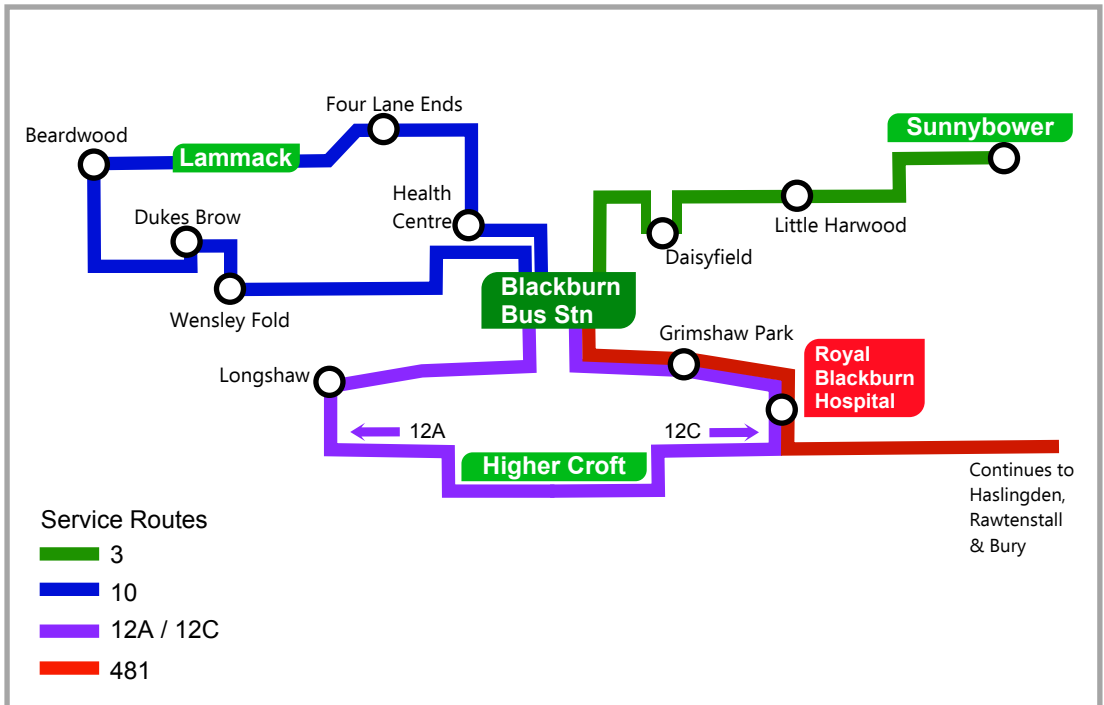 Four Lane Ends
Beardwood
Lammack
Sunnybower
Health
Centre
Dukes Brow
Little Harwood
Daisyfield
Wensley Fold
Blackburn
Bus Stn
Grimshaw Park
Royal
Blackburn
Hospital
Longshaw
12A
12C
Higher Croft
Continues to
Haslingden,
Rawtenstall
& Bury
Service Routes
3
10
12A / 12C
481